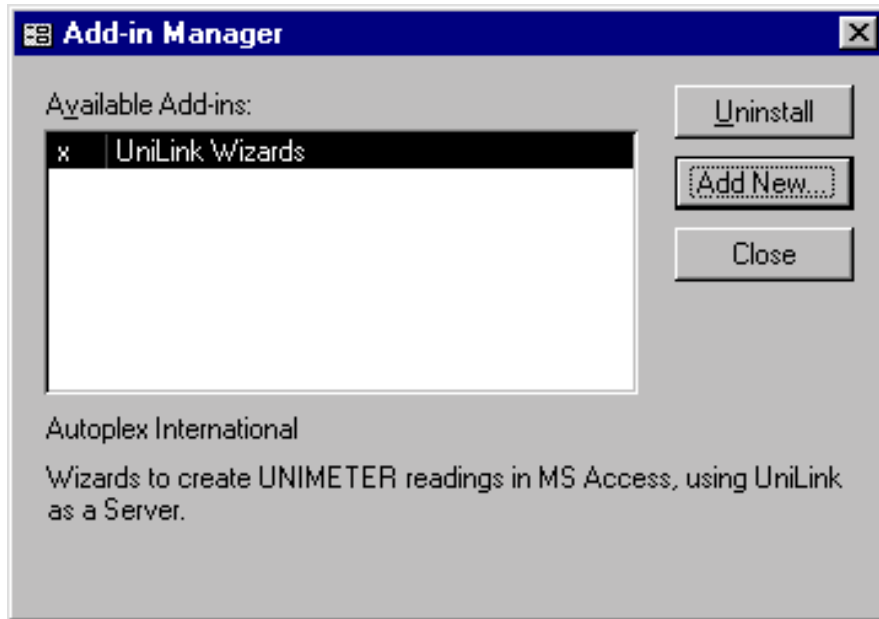 Add-in Manager
Available Add-ins:
Uninstall
x UniLink Wizards
Add New...
Close
Autoplex International
Wizards to create UNIMETER readings in MS Access, using UniLink
as a Server.